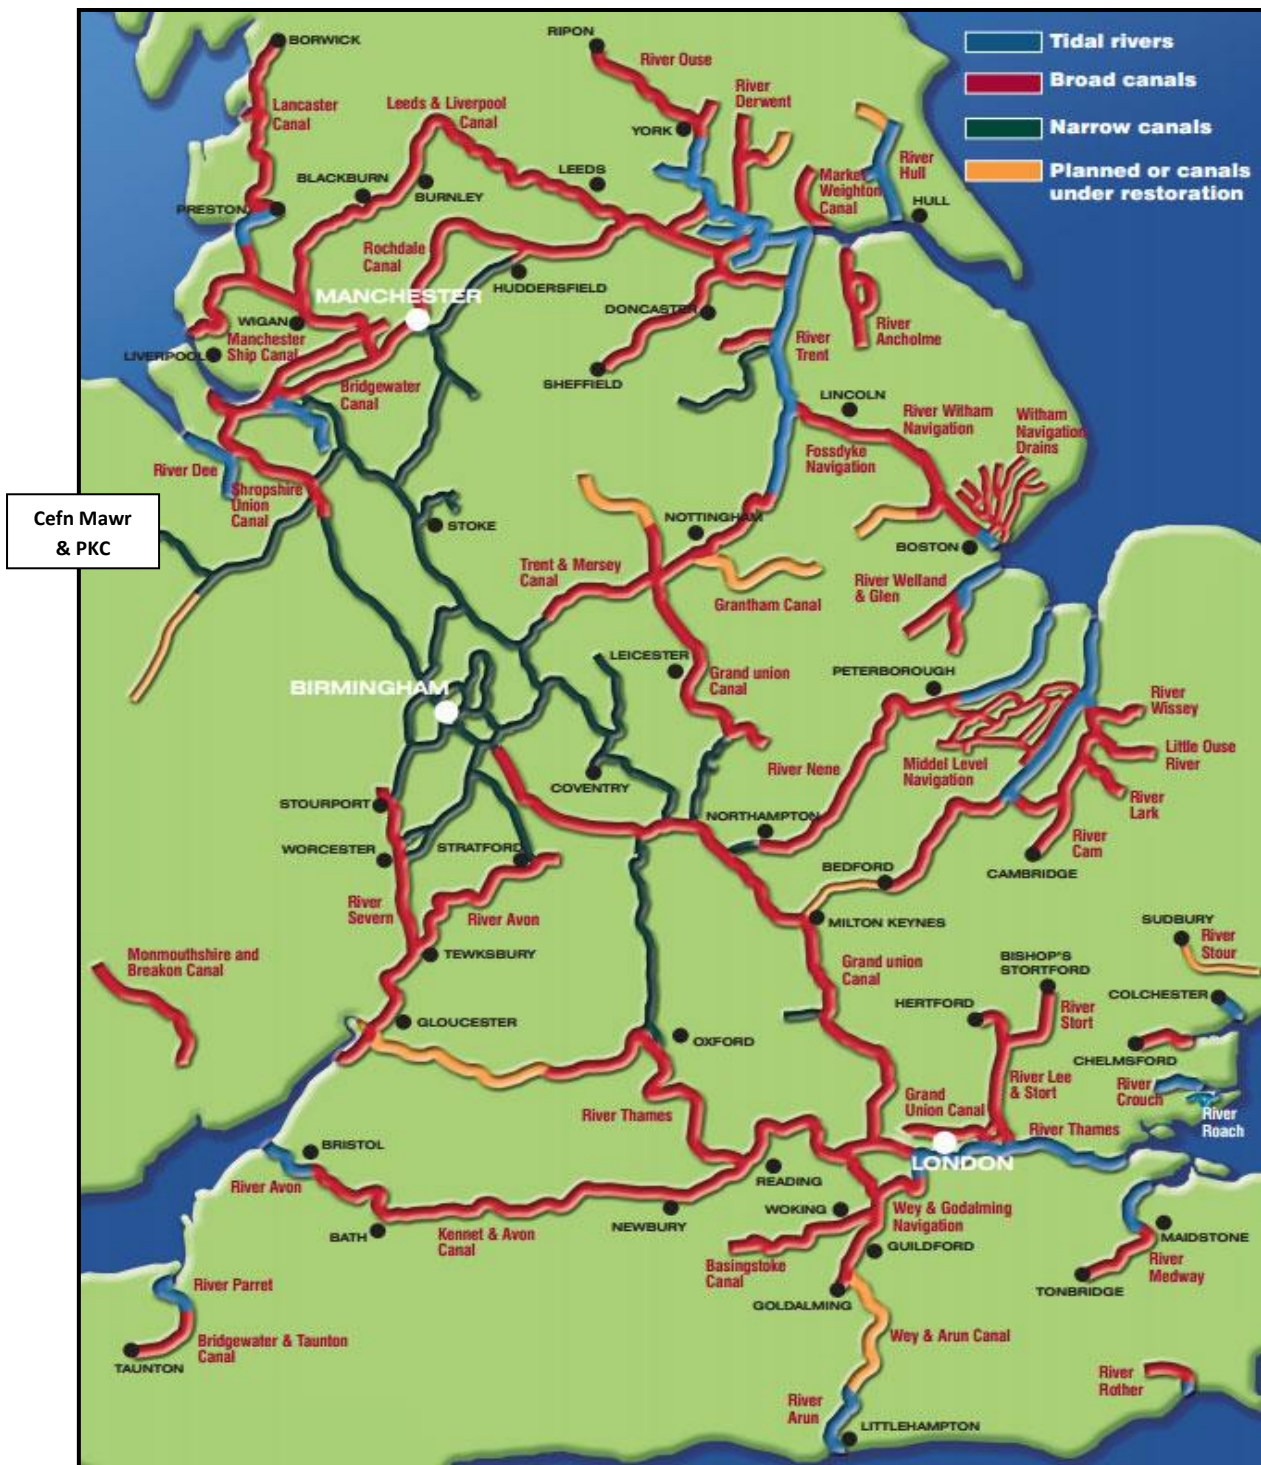 BORWICK
RIPON
Tidal rivers
River Ouse
Broad canals
River
Derwent
Lancaster
Canal
Leeds & Liverpool
Canal
YORK
Narrow canals
River
Hull
LEEDS
Planned or canals
under restoration
BLACKBURN
BURNLEY
Market
Weighton
Canal
HULL
PRESTON
Rochdale
Canal
HUDDERSFIELD
MANCHESTER
DONCASTER
WIGAN
River
Ancholme
River
Trent
Manchester
Ship Canal
LIVERPOOL
SHEFFIELD
Bridgewater
Canal
LINCOLN
River Witham
Navigation
Witham
Navigation
Drains
Fossdyke
Navigation
River Dee
Shropshire
Union
Canal
Cefn Mawr
& PKC
STOKE
NOTTINGHAM
BOSTON
Trent & Mersey
Canal
Grantham Canal
River Welland
& Glen
LEICESTER
Grand union
Canal
PETERBOROUGH
BIRMINGHAM
River
Wissey
Little Ouse
River
River Nene
Middel Level
Navigation
COVENTRY
River
Lark
STOURPORT
NORTHAMPTON
River
Cam
WORCESTER
STRATFORD
BEDFORD
CAMBRIDGE
River
Severn
River Avon
MILTON KEYNES
SUDBURY
River
Stour
Monmouthshire and
Breakon Canal
TEWKSBURY
Grand union
Canal
BISHOP'S
STORTFORD
HERTFORD
COLCHESTER
River
Stort
GLOUCESTER
OXFORD
CHELMSFORD
River Lee
& Stort
River
Crouch
River
Roach
Grand
Union Canal
River Thames
River Thames
BRISTOL
LONDON
River Avon
READING
WOKING
Wey & Godalming
Navigation
NEWBURY
BATH
Kennet & Avon
Canal
MAIDSTONE
GUILDFORD
River
Medway
Basingstoke
Canal
TONBRIDGE
River Parret
GOLDALMING
Bridgewater & Taunton
Canal
Wey & Arun Canal
TAUNTON
River
Rother
River
Arun
LITTLEHAMPTON